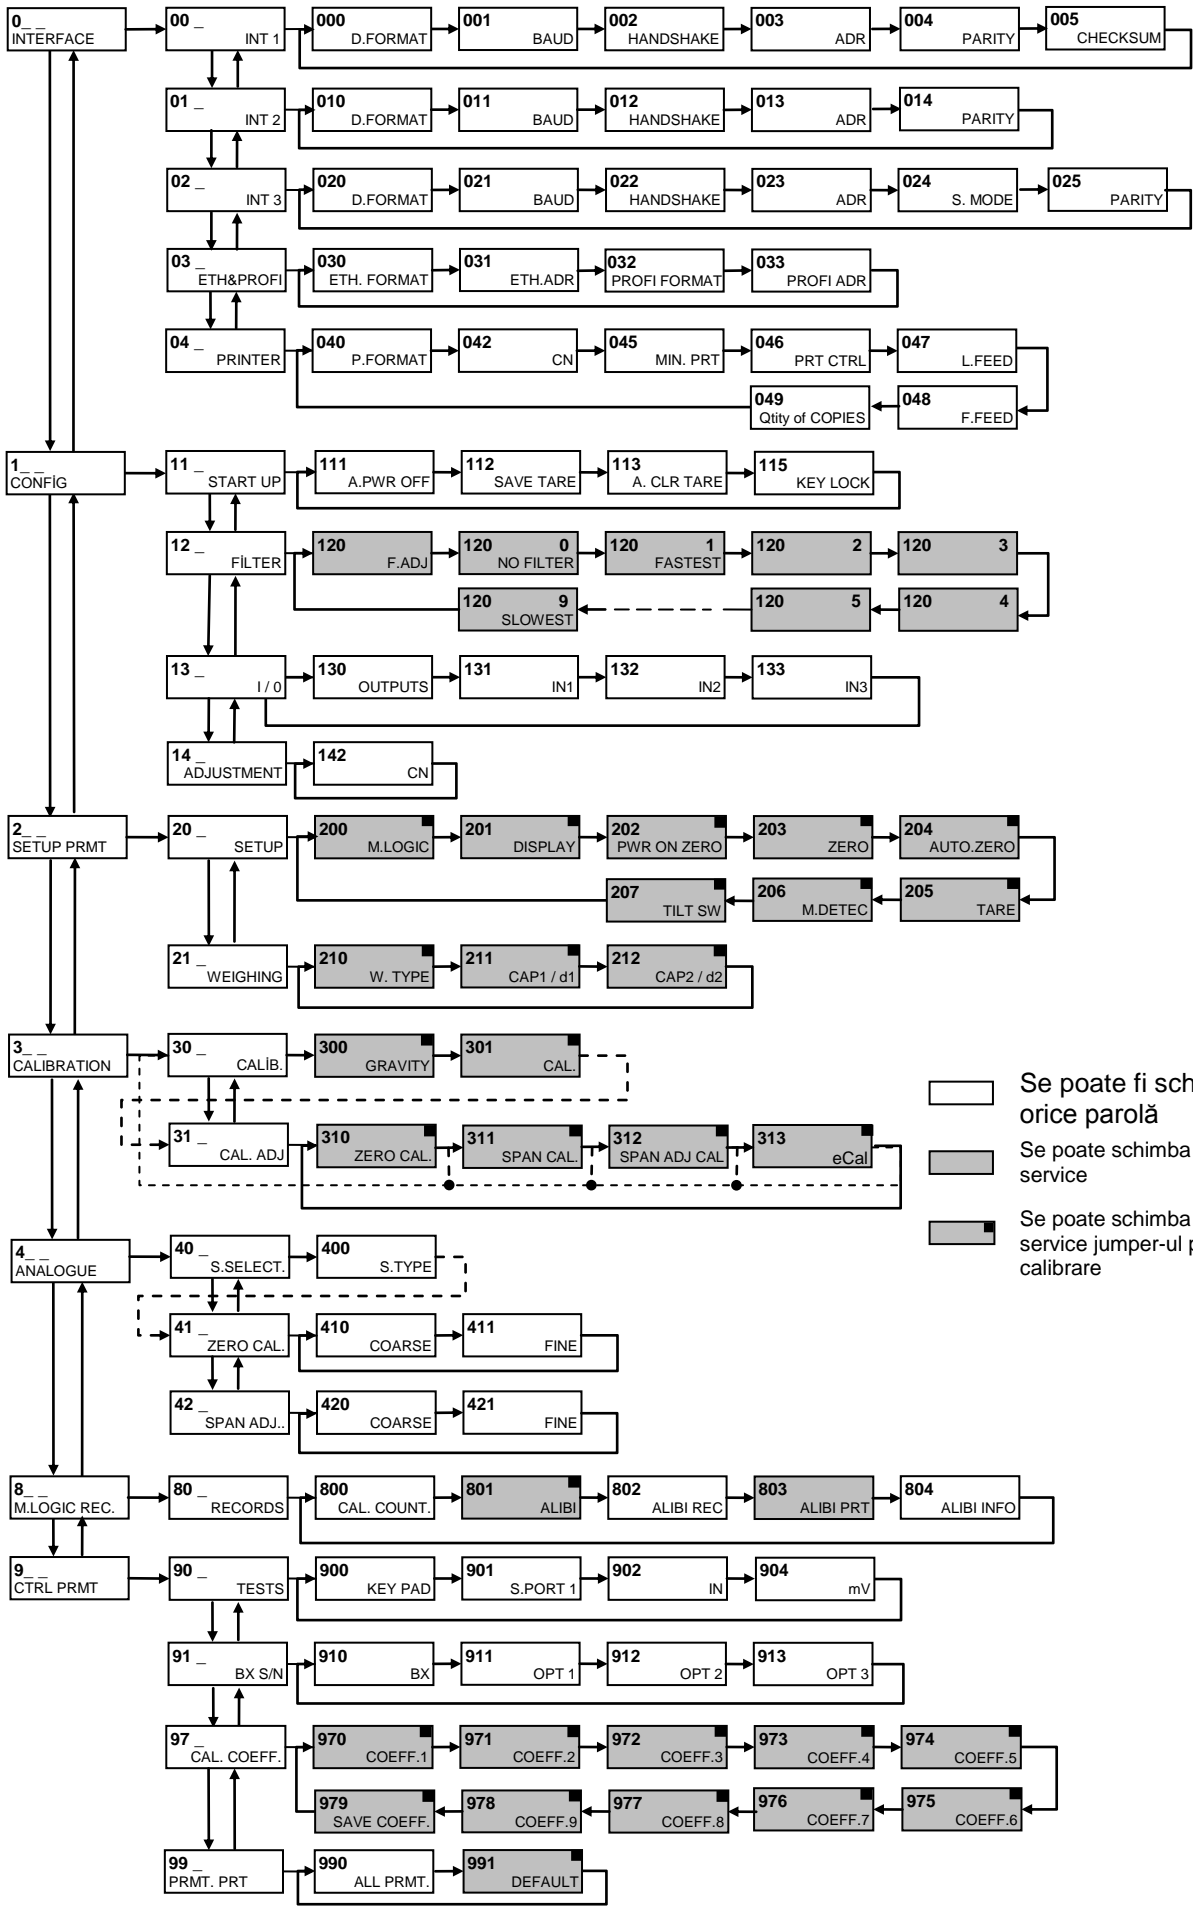 0_ _
INTERFACE
00 _
INT 1
000
D.FORMAT
001
BAUD
002
HANDSHAKE
003
ADR
004
PARITY
005
CHECKSUM
01 _
INT 2
010
D.FORMAT
011
BAUD
012
HANDSHAKE
013
ADR
014
PARITY
02 _
INT 3
020
D.FORMAT
021
BAUD
022
HANDSHAKE
023
ADR
024
S. MODE
025
PARITY
03 _
ETH&PROFI
030
ETH. FORMAT
031
ETH.ADR
032
PROFI FORMAT
033
PROFI ADR
04 _
PRINTER
040
P.FORMAT
042
CN
045
MIN. PRT
046
PRT CTRL
047
L.FEED
049
Qtity of COPIES
048
F.FEED
1_ _
CONFİG
11 _
START UP
111
A.PWR OFF
112
SAVE TARE
113
A. CLR TARE
115
KEY LOCK
12 _
FİLTER
120
F.ADJ
120 0
NO FILTER
120 1
FASTEST
120 2
120 3
120 9
SLOWEST
120 5
120 4
13 _
I / 0
130
OUTPUTS
131
IN1
132
IN2
133
IN3
14 _
ADJUSTMENT
142
CN
2_ _
SETUP PRMT
20 _
SETUP
200
M.LOGIC
201
DISPLAY
202
PWR ON ZERO
203
ZERO
204
AUTO.ZERO
207
TILT SW
206
M.DETEC
205
TARE
21 _
WEIGHING
210
W. TYPE
211
CAP1 / d1
212
CAP2 / d2
3_ _
CALIBRATION
30 _
CALİB.
300
GRAVITY
301
CAL.
31 _
CAL. ADJ
310
ZERO CAL.
311
SPAN CAL.
312
SPAN ADJ CAL
313
eCal
Se poate fi sch
orice parolă
Se poate schimba
service
Se poate schimba
service jumper-ul p
calibrare
4_ _
ANALOGUE
40 _
S.SELECT.
400
S.TYPE
41 _
ZERO CAL.
410
COARSE
411
FINE
42 _
SPAN ADJ..
420
COARSE
421
FINE
8_ _
M.LOGIC REC.
80 _
RECORDS
800
CAL. COUNT.
801
ALIBI
802
ALIBI REC
803
ALIBI PRT
804
ALIBI INFO
9_ _
CTRL PRMT
90 _
TESTS
900
KEY PAD
901
S.PORT 1
902
IN
904
mV
91 _
BX S/N
910
BX
911
OPT 1
912
OPT 2
913
OPT 3
97 _
CAL. COEFF.
970
COEFF.1
971
COEFF.2
972
COEFF.3
973
COEFF.4
974
COEFF.5
979
SAVE COEFF.
978
COEFF.9
977
COEFF.8
976
COEFF.7
975
COEFF.6
99 _
PRMT. PRT
990
ALL PRMT.
991
DEFAULT